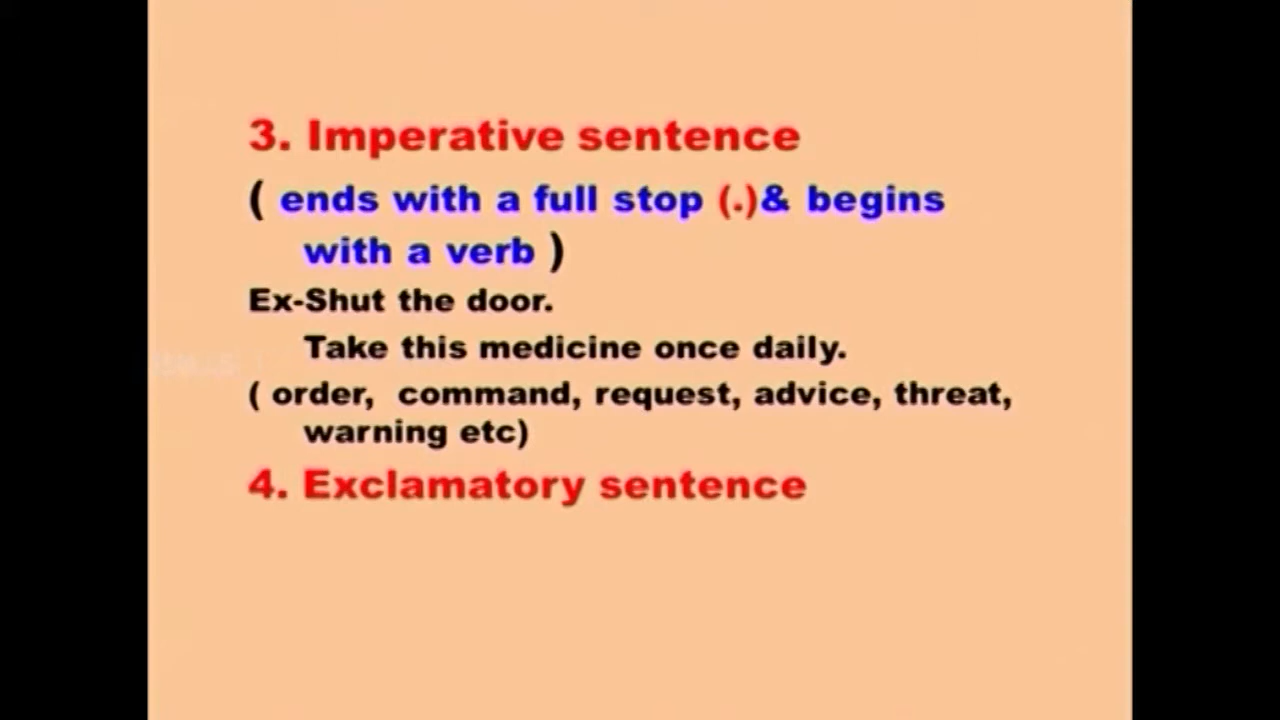 3. Imperative sentence
( ends with a full stop (.)& begins
with a verb )
Ex-Shut the door.
Take this medicine once daily.
( order, command, request, advice, threat,
warning etc)
4. Exclamatory sentence